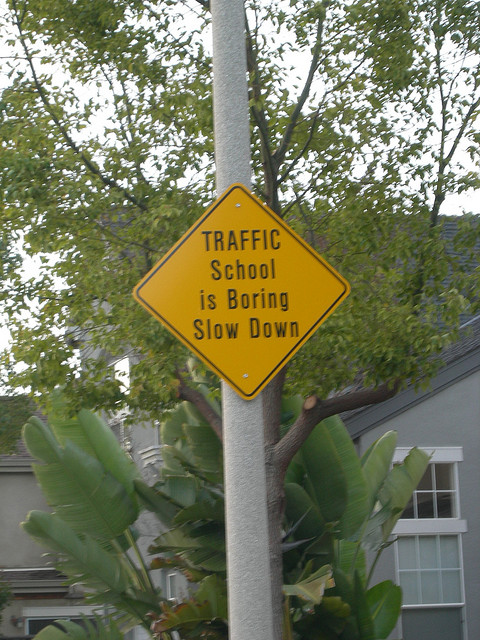 TRAFFIC
School
is Boring
Slow Down